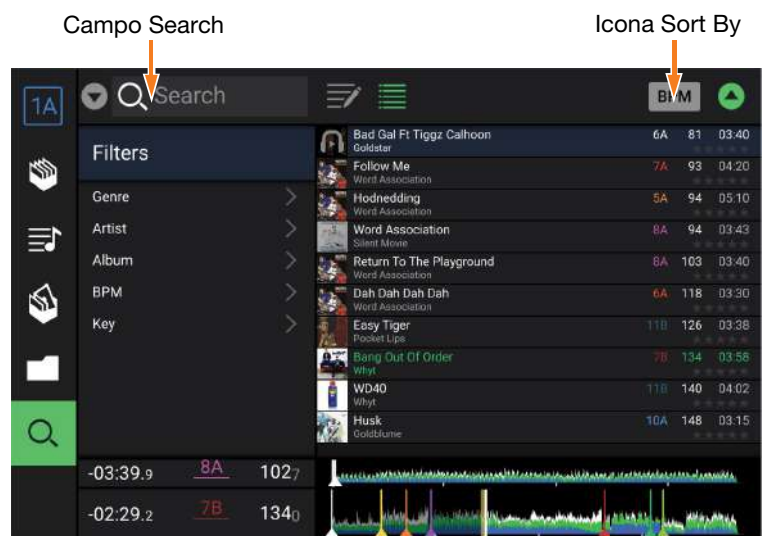 Campo Search
Icona Sort By
1A
Search
BPM
Filters
Genre
Artist
Album
BPM
Key
Bad Gal Ft Tiggz Calhoon 6A 81 03:40
Goldstar
Follow Me 7A 93 04:20
Word Association
Hodnedding 5A 94 05:10
Word Association
Word Association 8A 94 03:43
Silent Movie
Return To The Playground 8A 103 03:40
Word Association
Dah Dah Dah Dah 6A 118 03:30
Word Association
Easy Tiger 11B 126 03:38
Pocket Lips
Bang Out Of Order 7B 134 03:58
Whyt
WD40 11B 140 04:02
Whyt
Husk 10A 148 03:15
Goldblume
-03:39.9 8A 1027
-02:29.2 7B 1340